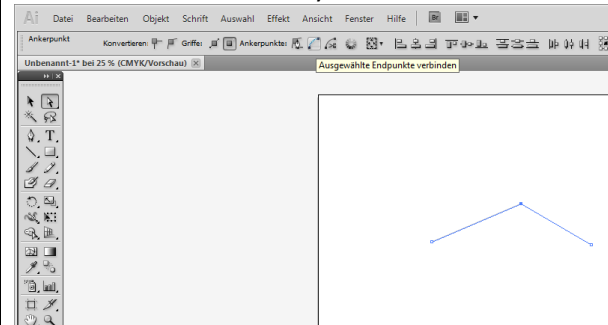 Ai Datei Bearbeiten Objekt Schrift Auswahl Effekt Ansicht Fenster Hilfe Br
Ankerpunkt Konvertieren: Griffe: Ankerpunkte:
Unbenannt-1* bei 25 % (CMYK/Vorschau)
Ausgewählte Endpunkte verbinden
T